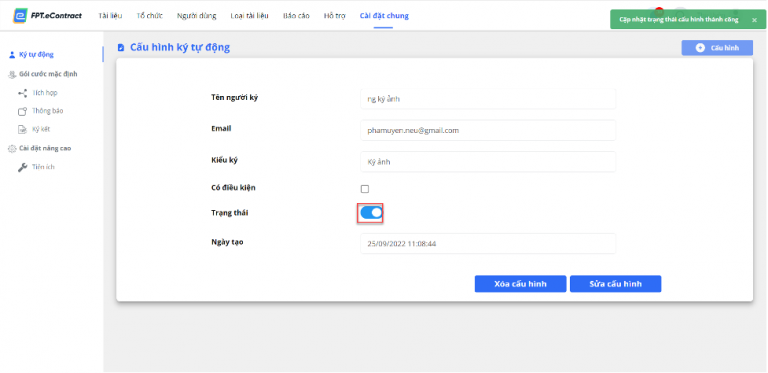 FPT.eContract
Tài liệu Tổ chức Người dùng Loại tài liệu Báo cáo Hỗ trợ Cài đặt chung
Cập nhật trạng thái cấu hình thành công ×
Ký tự động
Gói cước mặc định
Tích hợp
Thông báo
Ký kết
Cài đặt nâng cao
Tiện ích
Cấu hình ký tự động
Cấu hình
Tên người ký
ng ký ảnh
Email
phamuyen.neu@gmail.com
Kiểu ký
Ký ảnh
Có điều kiện
Trạng thái
Ngày tạo
25/09/2022 11:08:44
Xóa cấu hình
Sửa cấu hình